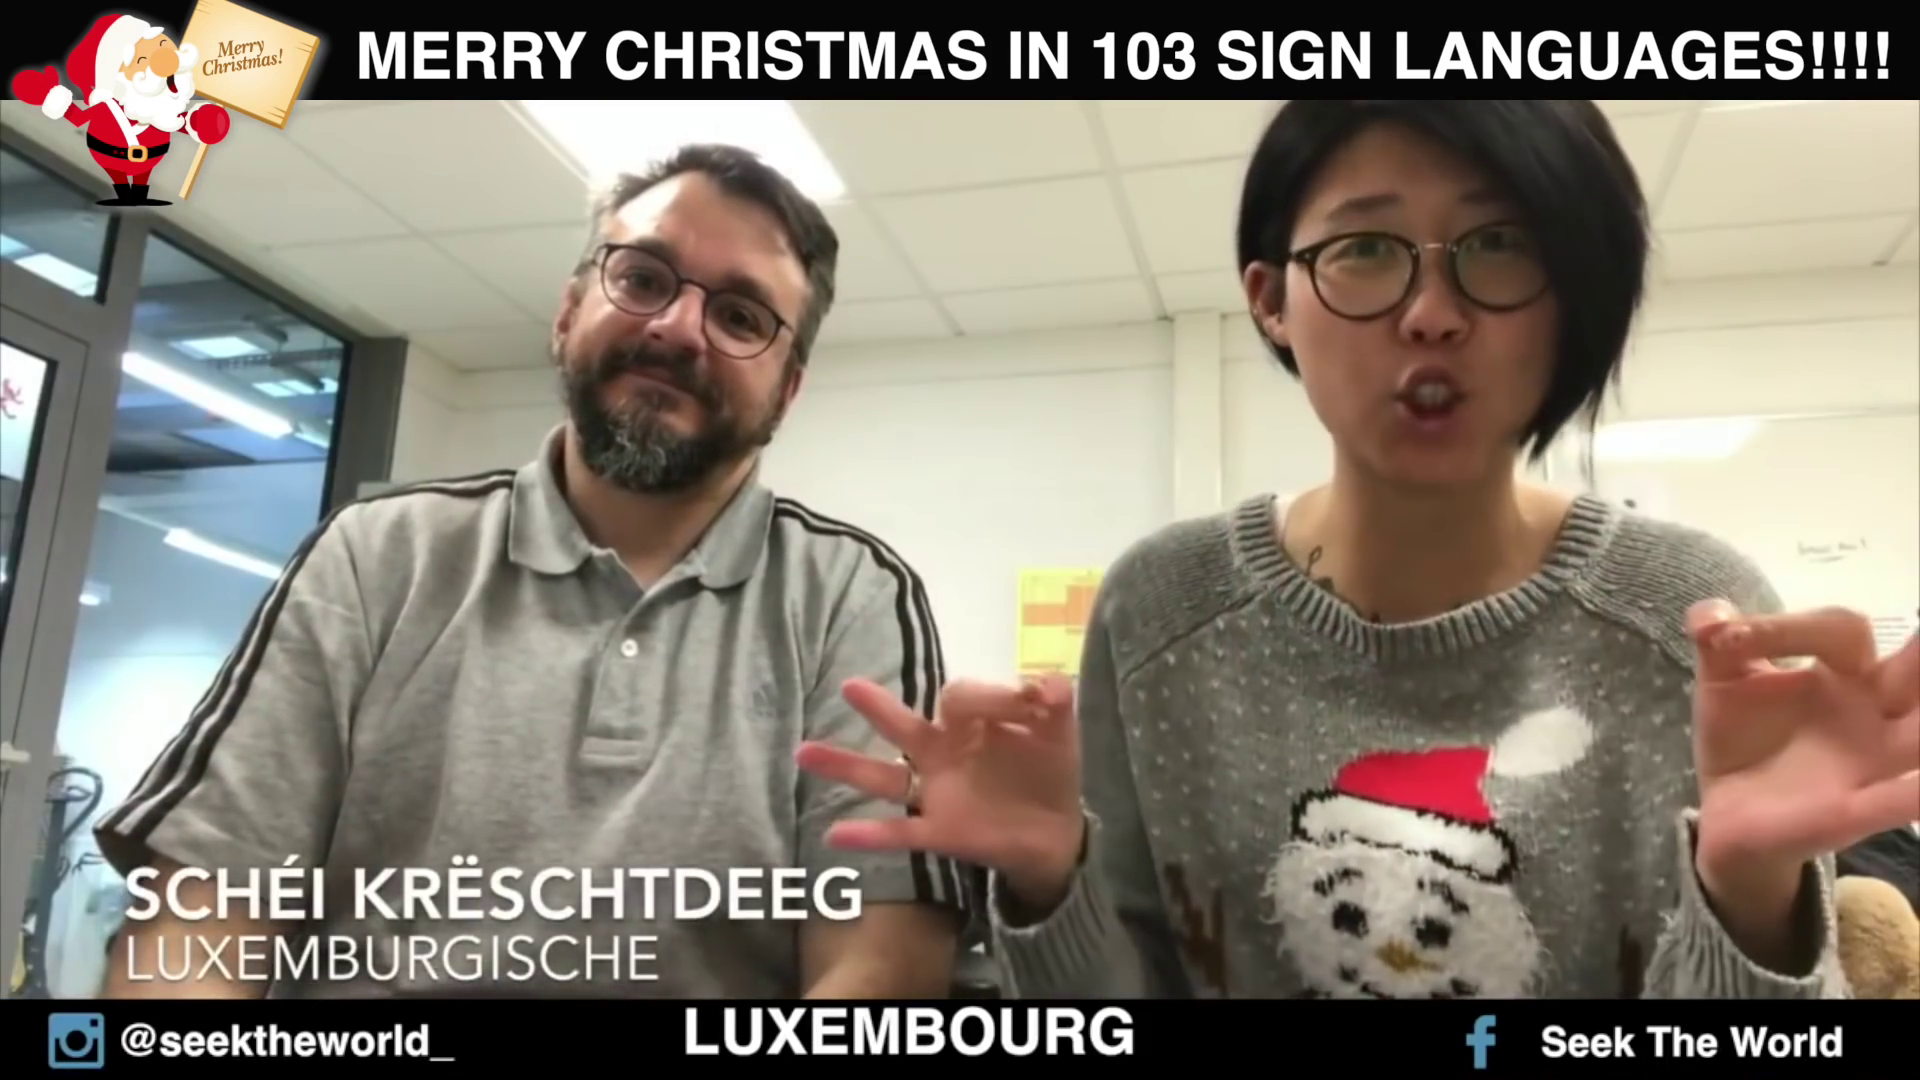 Merry
Christmas!
MERRY CHRISTMAS IN 103 SIGN LANGUAGES!!!!
SCHÉI KRËSCHTDEEG
LUXEMBURGISCHE
@seektheworld_
LUXEMBOURG
Seek The World